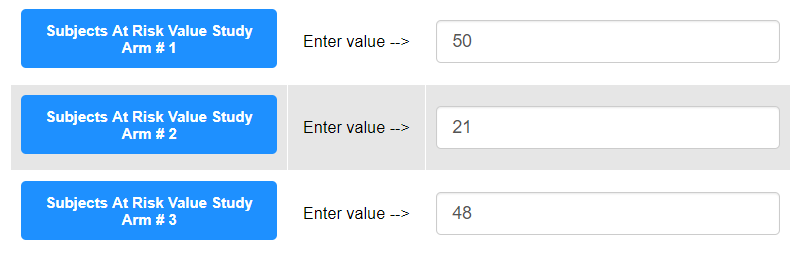 Subjects At Risk Value Study
Arm # 1
Enter value -->
50
Subjects At Risk Value Study
Arm # 2
Enter value -->
21
Subjects At Risk Value Study
Arm # 3
Enter value -->
48